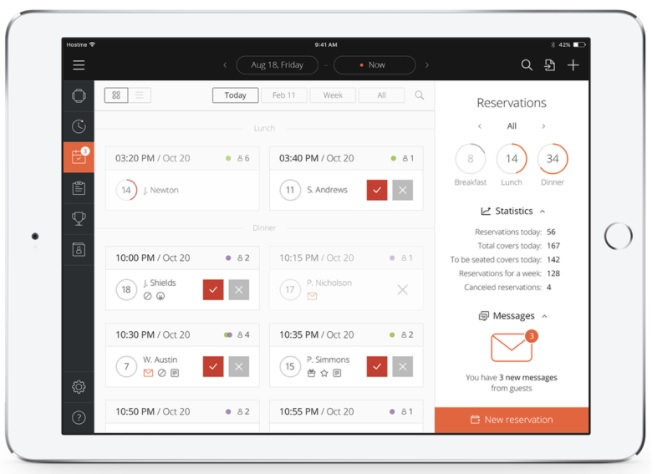 Hostme
9:41 AM
42%
Aug 18, Friday
-
Now
Today
Feb 11
Week
All
Lunch
03:20 PM / Oct 20
6
14
J. Newton
03:40 PM / Oct 20
1
11
S. Andrews
Dinner
10:00 PM / Oct 20
2
18
J. Shields
10:15 PM / Oct 20
1
17
P. Nicholson
10:30 PM / Oct 20
4
7
W. Austin
10:35 PM / Oct 20
2
15
P. Simmons
10:50 PM / Oct 20
2
10:55 PM / Oct 20
1
3
?
Reservations
All
8
14
34
Breakfast
Lunch
Dinner
Statistics
Reservations today: 56
Total covers today: 167
To be seated covers today: 142
Reservations for a week: 128
Canceled reservations: 4
Messages
3
You have 3 new messages
from guests
New reservation